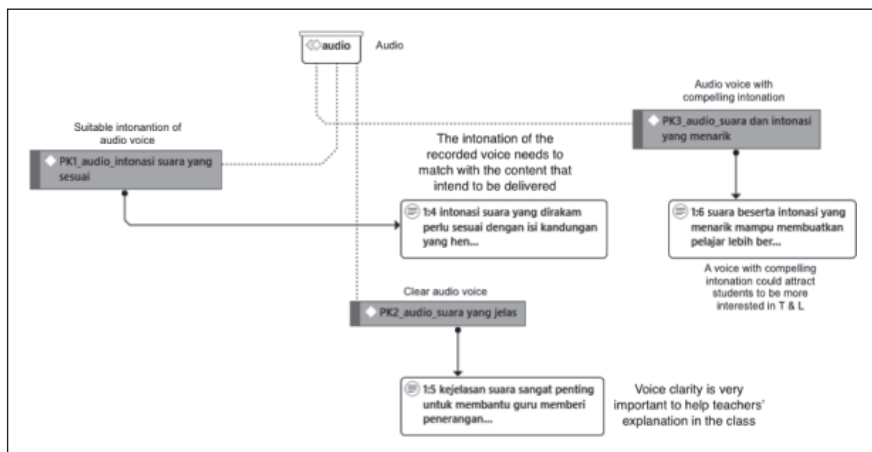 audio
Audio
Audio voice with
compelling intonation
PK3_audio_suara dan intonasi
yang menarik
Suitable intonantion of
audio voice
PK1_audio_intonasi suara yang
sesuai
The intonation of the
recorded voice needs to
match with the content that
intend to be delivered
1:4 intonasi suara yang dirakam
perlu sesuai dengan isi kandungan
yang hen...
1:6 suara beserta intonasi yang
menarik mampu membuatkan
pelajar lebih ber...
A voice with compelling
intonation could attract
students to be more
interested in T & L
Clear audio voice
PK2_audio_suara yang jelas
1:5 kejelasan suara sangat penting
untuk membantu guru memberi
penerangan...
Voice clarity is very
important to help teachers'
explanation in the class